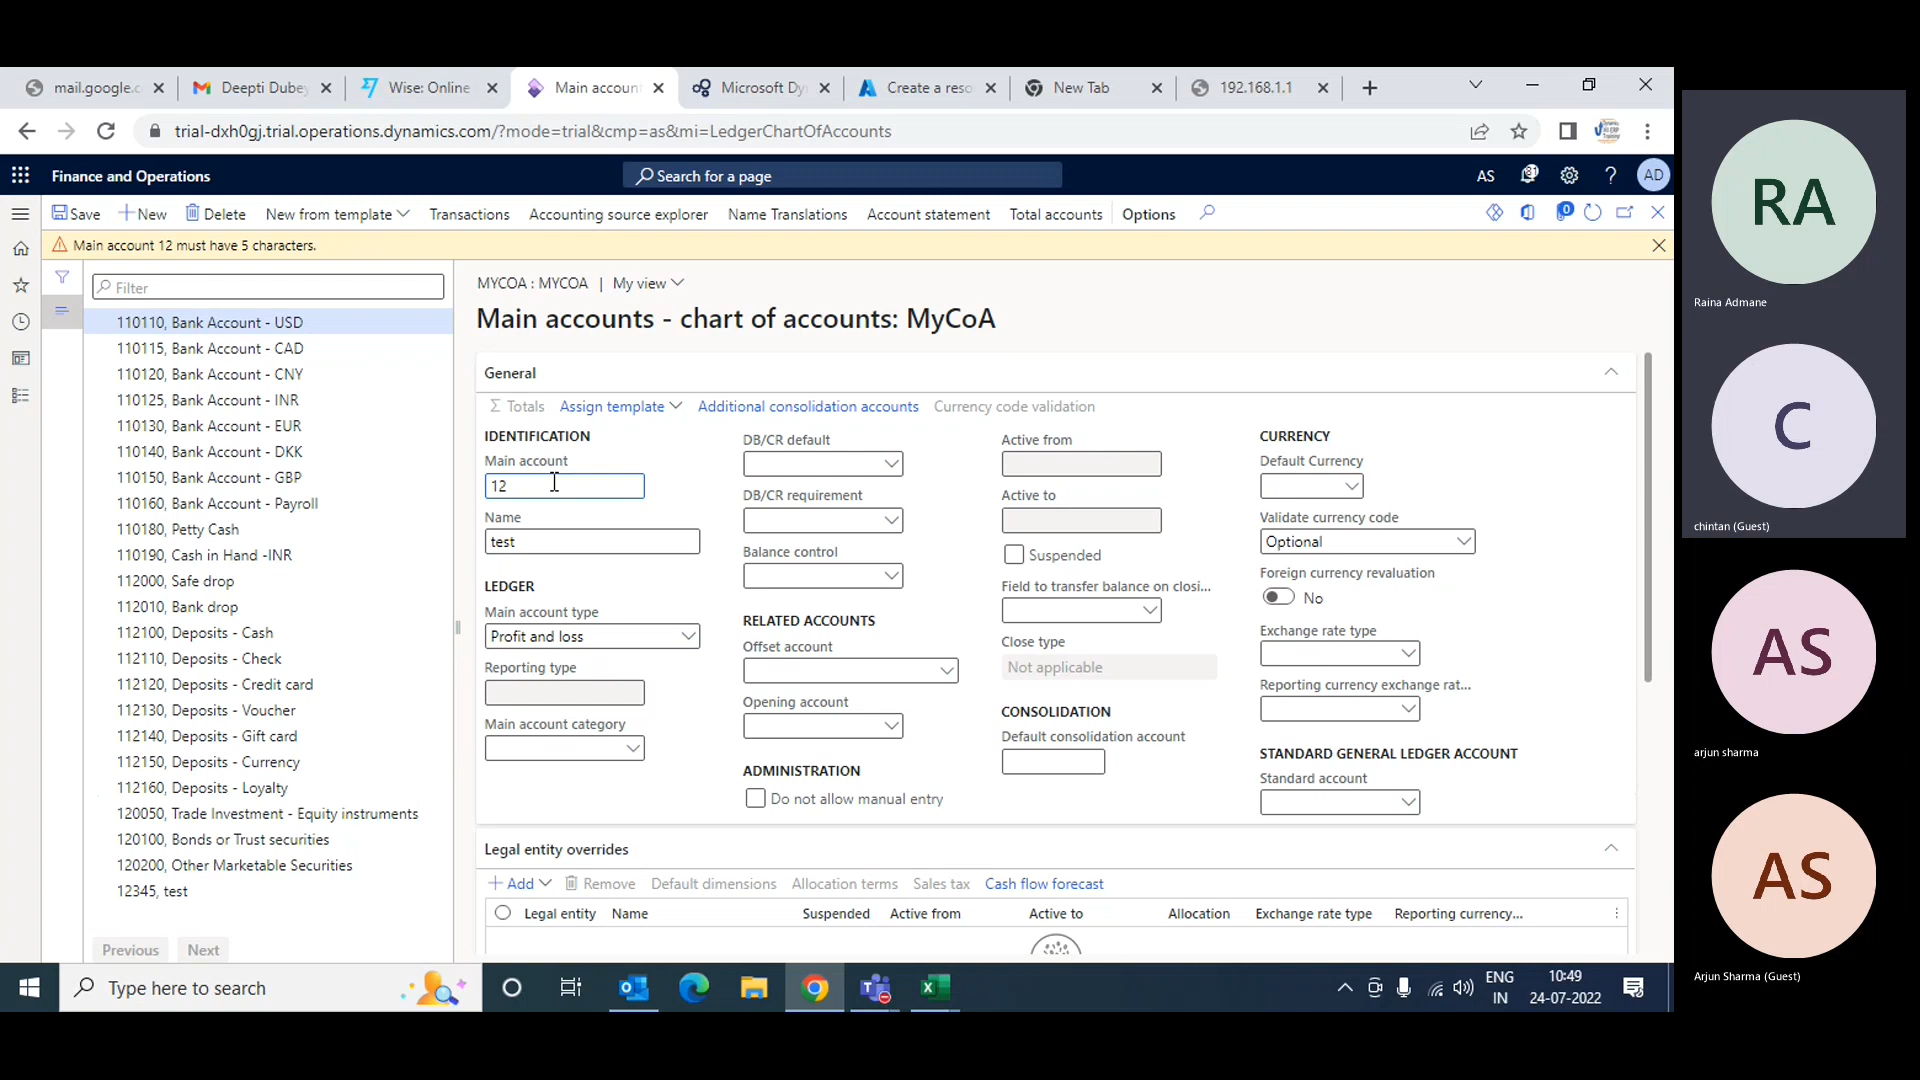 mail.google.c
Deepti Dubey
Wise: Online
Main accoun
Microsoft Dy
Create a reso
New Tab
192.168.1.1
trial-dxh0gj.trial.operations.dynamics.com/?mode=trial&cmp=as&mi=LedgerChartOfAccounts
Finance and Operations
Search for a page
AS
AD
Save
New
Delete
New from template
Transactions
Accounting source explorer
Name Translations
Account statement
Total accounts
Options
0
Main account 12 must have 5 characters.
Filter
110110, Bank Account - USD
110115, Bank Account - CAD
110120, Bank Account - CNY
110125, Bank Account - INR
110130, Bank Account - EUR
110140, Bank Account - DKK
110150, Bank Account - GBP
110160, Bank Account - Payroll
110180, Petty Cash
110190, Cash in Hand -INR
112000, Safe drop
112010, Bank drop
112100, Deposits - Cash
112110, Deposits - Check
112120, Deposits - Credit card
112130, Deposits - Voucher
112140, Deposits - Gift card
112150, Deposits - Currency
112160, Deposits - Loyalty
120050, Trade Investment - Equity instruments
120100, Bonds or Trust securities
120200, Other Marketable Securities
12345, test
Previous
Next
MYCOA : MYCOA | My view
Main accounts - chart of accounts: MyCoA
General
Σ Totals
Assign template
Additional consolidation accounts
Currency code validation
IDENTIFICATION
Main account
12
Name
test
LEDGER
Main account type
Profit and loss
Reporting type
Main account category
DB/CR default
DB/CR requirement
Balance control
RELATED ACCOUNTS
Offset account
Opening account
ADMINISTRATION
Do not allow manual entry
Active from
Active to
Suspended
Field to transfer balance on closi...
Close type
Not applicable
CONSOLIDATION
Default consolidation account
CURRENCY
Default Currency
Validate currency code
Optional
Foreign currency revaluation
No
Exchange rate type
Reporting currency exchange rat...
STANDARD GENERAL LEDGER ACCOUNT
Standard account
Legal entity overrides
Add
Remove
Default dimensions
Allocation terms
Sales tax
Cash flow forecast
Legal entity
Name
Suspended
Active from
Active to
Allocation
Exchange rate type
Reporting currency...
Type here to search
ENG
IN
10:49
24-07-2022
RA
Raina Admane
C
chintan (Guest)
AS
arjun sharma
AS
Arjun Sharma (Guest)